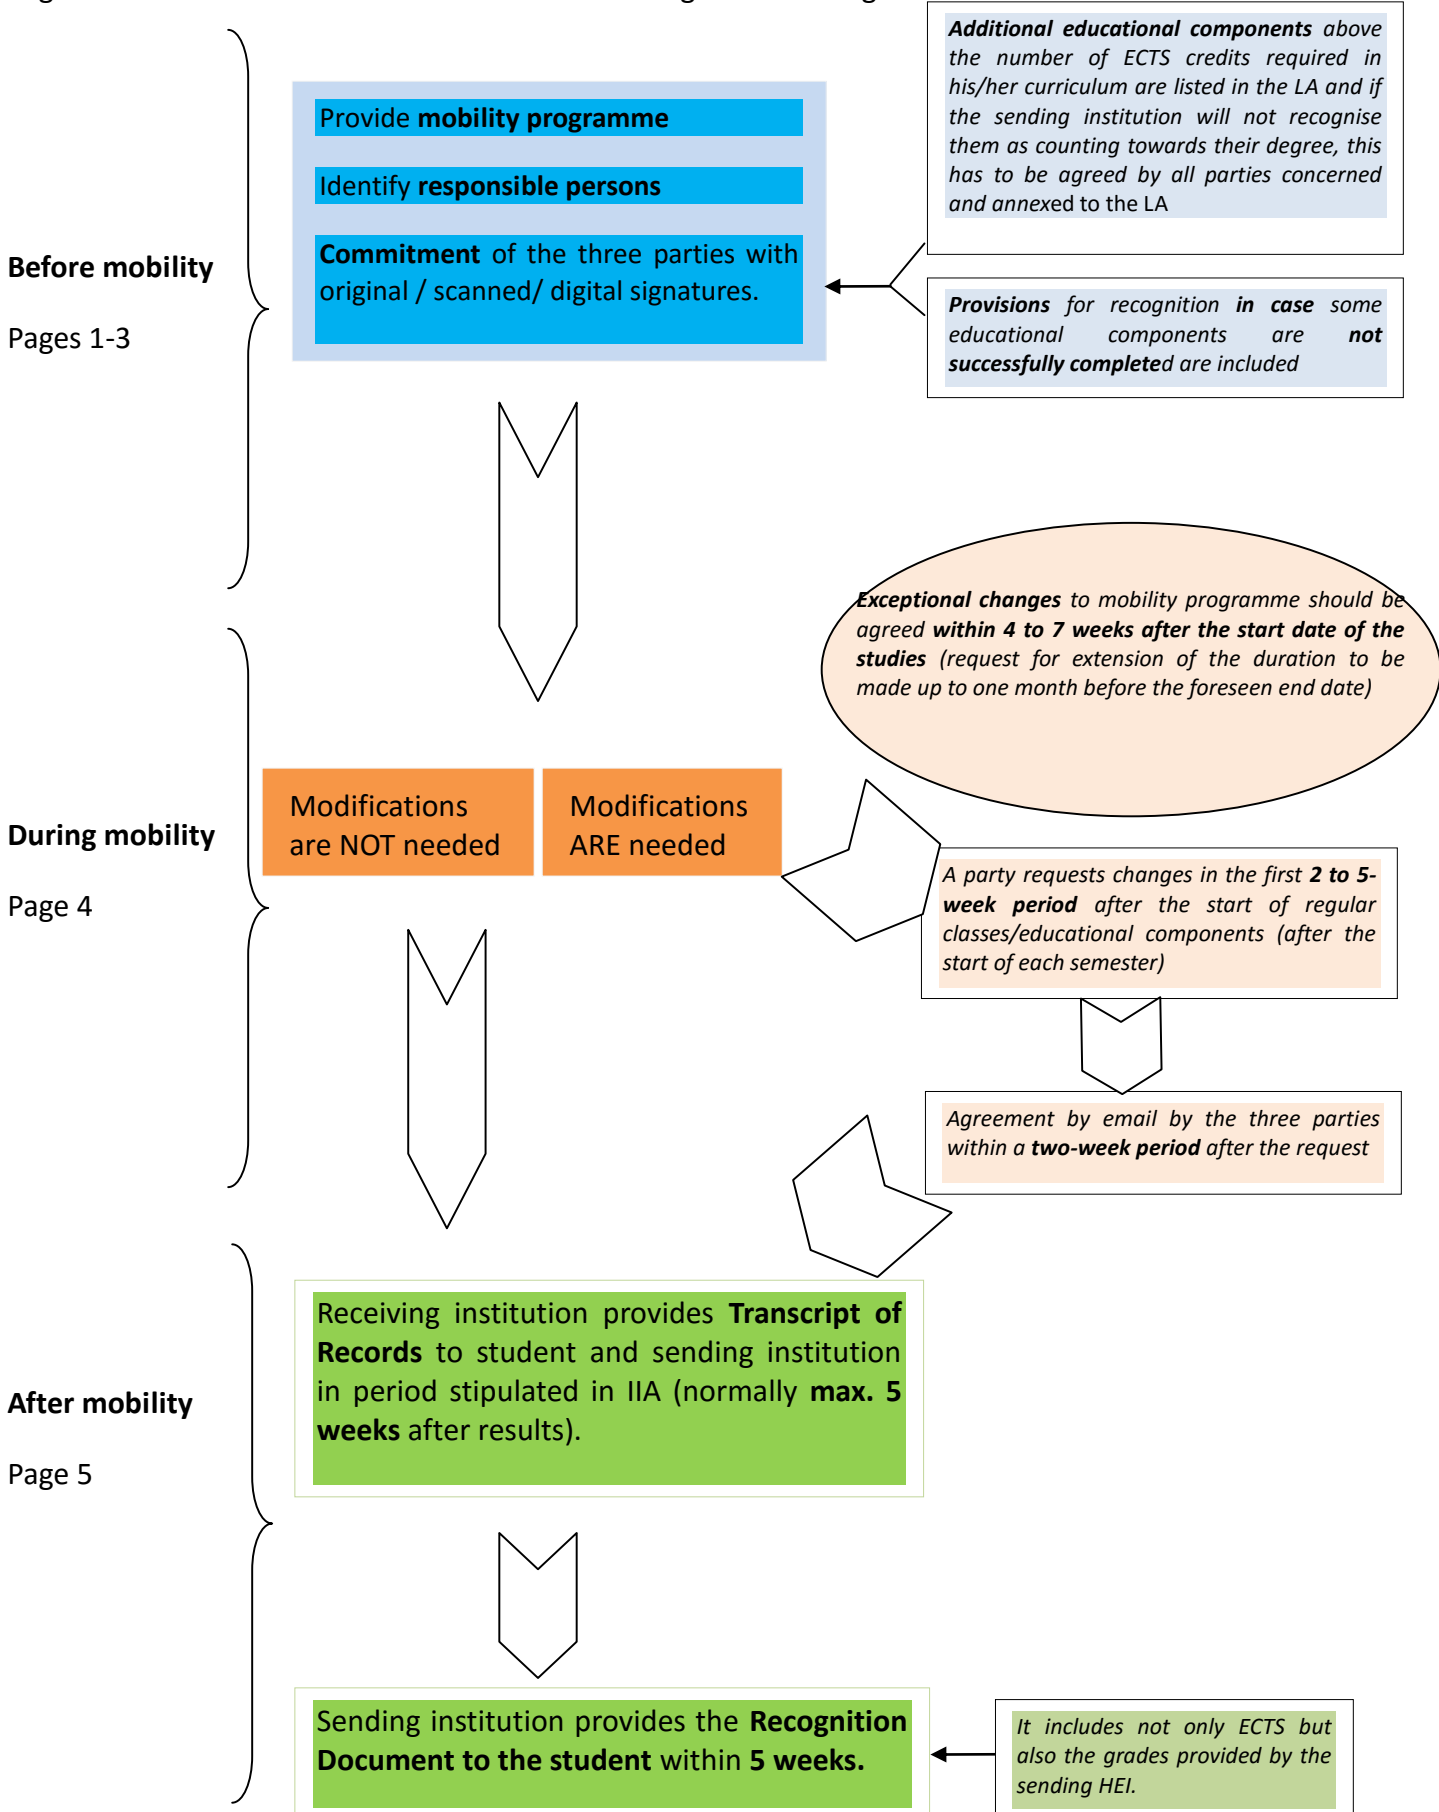 Additional educational components above
the number of ECTS credits required in
his/her curriculum are listed in the LA and if
the sending institution will not recognise
them as counting towards their degree, this
has to be agreed by all parties concerned
and annexed to the LA
Provide mobility programme
Identify responsible persons
Commitment of the three parties with
original / scanned/ digital signatures.
Before mobility
Pages 1-3
Provisions for recognition in case some
educational components are not
successfully completed are included
Exceptional changes to mobility programme should be
agreed within 4 to 7 weeks after the start date of the
studies (request for extension of the duration to be
made up to one month before the foreseen end date)
During mobility
Page 4
Modifications
are NOT needed
Modifications
ARE needed
A party requests changes in the first 2 to 5-
week period after the start of regular
classes/educational components (after the
start of each semester)
Agreement by email by the three parties
within a two-week period after the request
After mobility
Page 5
Receiving institution provides Transcript of
Records to student and sending institution
in period stipulated in IIA (normally max. 5
weeks after results).
Sending institution provides the Recognition
Document to the student within 5 weeks.
It includes not only ECTS but
also the grades provided by the
sending HEI.